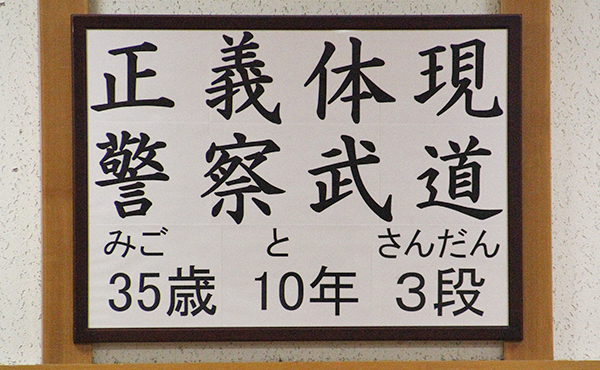 正義体現
警察武道
みご と さんだん
35歳 10年 3段